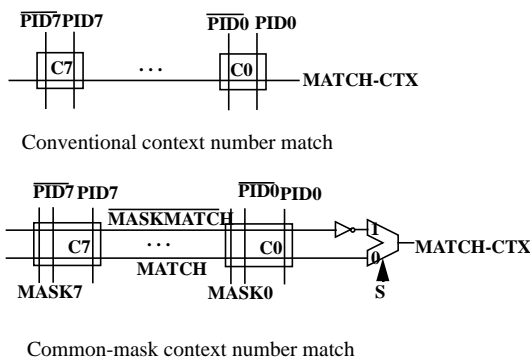 PID7 PID7 PID0 PID0
C7 ... C0
MATCH-CTX
Conventional context number match
PID7 PID7 PID0 PID0
MASKMATCH
C7 ... C0
MATCH
1
0
MATCH-CTX
MASK7 MASK0 S
Common-mask context number match